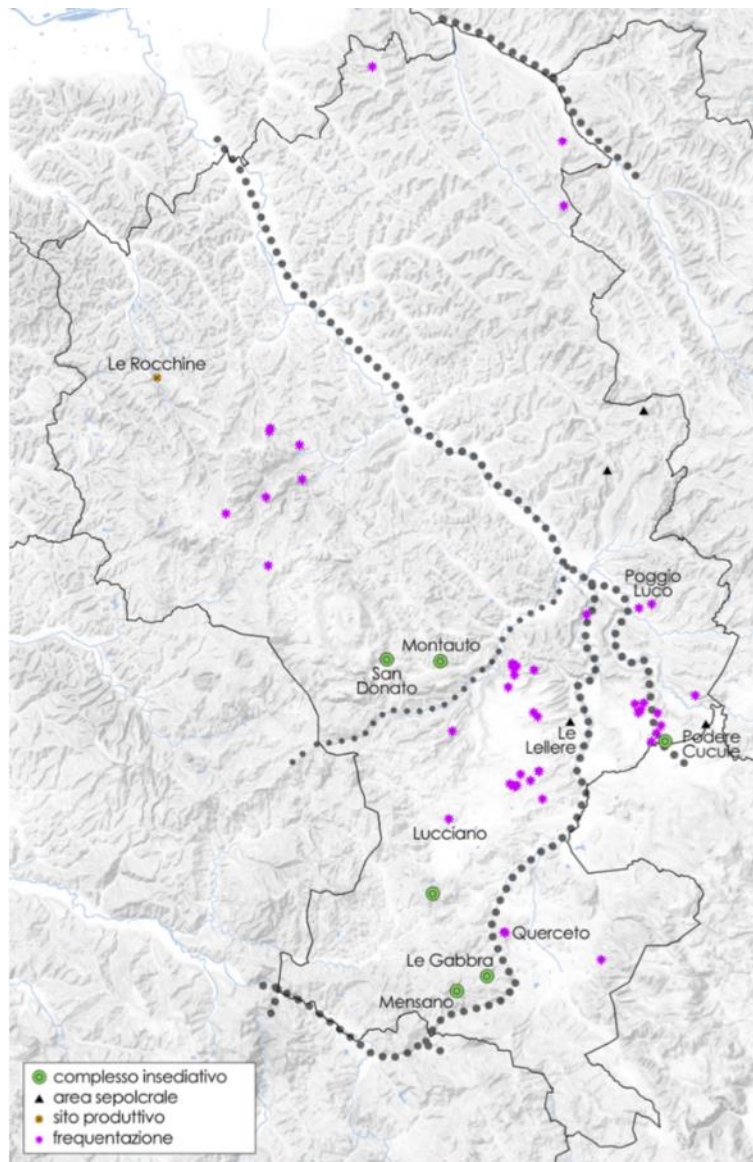 Le Rocchine
Poggio
Luco
Montauto
San
Donato
Le
Lellere
Podere
Cucule
Lucciano
Querceto
Le Gabbra
Mensano
complesso insediativo
area sepolcrale
sito produttivo
frequentazione